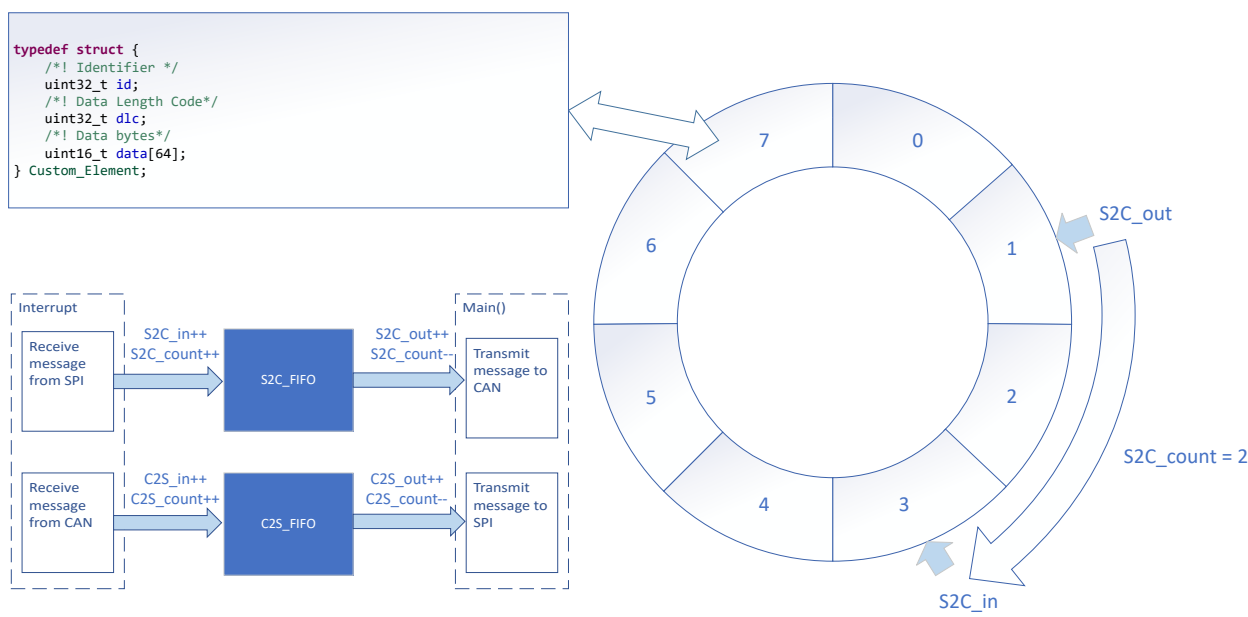 typedef struct {
/*! Identifier */
uint32_t id;
/*! Data Length Code*/
uint32_t dlc;
/*! Data bytes*/
uint16_t data[64];
} Custom_Element;
Interrupt
Receive
message
from SPI
S2C_in++
S2C_count++
S2C_FIFO
S2C_out++
S2C_count--
Main()
Transmit
message to
CAN
Receive
message
from CAN
C2S_in++
C2S_count++
C2S_FIFO
C2S_out++
C2S_count--
Transmit
message to
SPI
7
0
6
1
5
2
4
3
S2C_out
S2C_count = 2
S2C_in